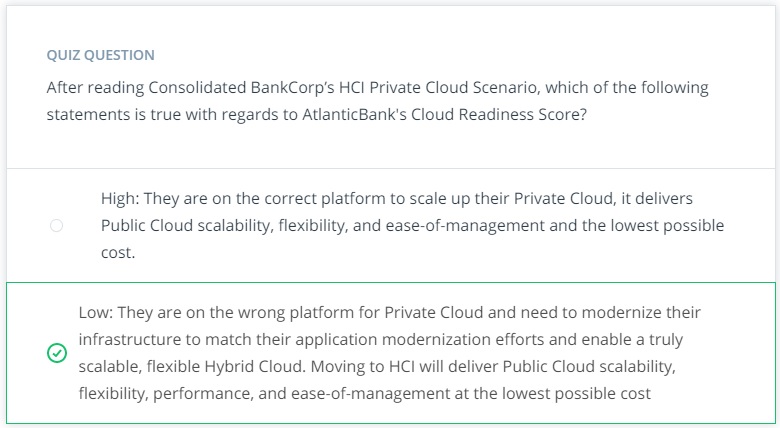 QUIZ QUESTION
After reading Consolidated BankCorp’s HCI Private Cloud Scenario, which of the following
statements is true with regards to AtlanticBank's Cloud Readiness Score?
High: They are on the correct platform to scale up their Private Cloud, it delivers
Public Cloud scalability, flexibility, and ease-of-management and the lowest possible
cost.
Low: They are on the wrong platform for Private Cloud and need to modernize their
infrastructure to match their application modernization efforts and enable a truly
scalable, flexible Hybrid Cloud. Moving to HCI will deliver Public Cloud scalability,
flexibility, performance, and ease-of-management at the lowest possible cost